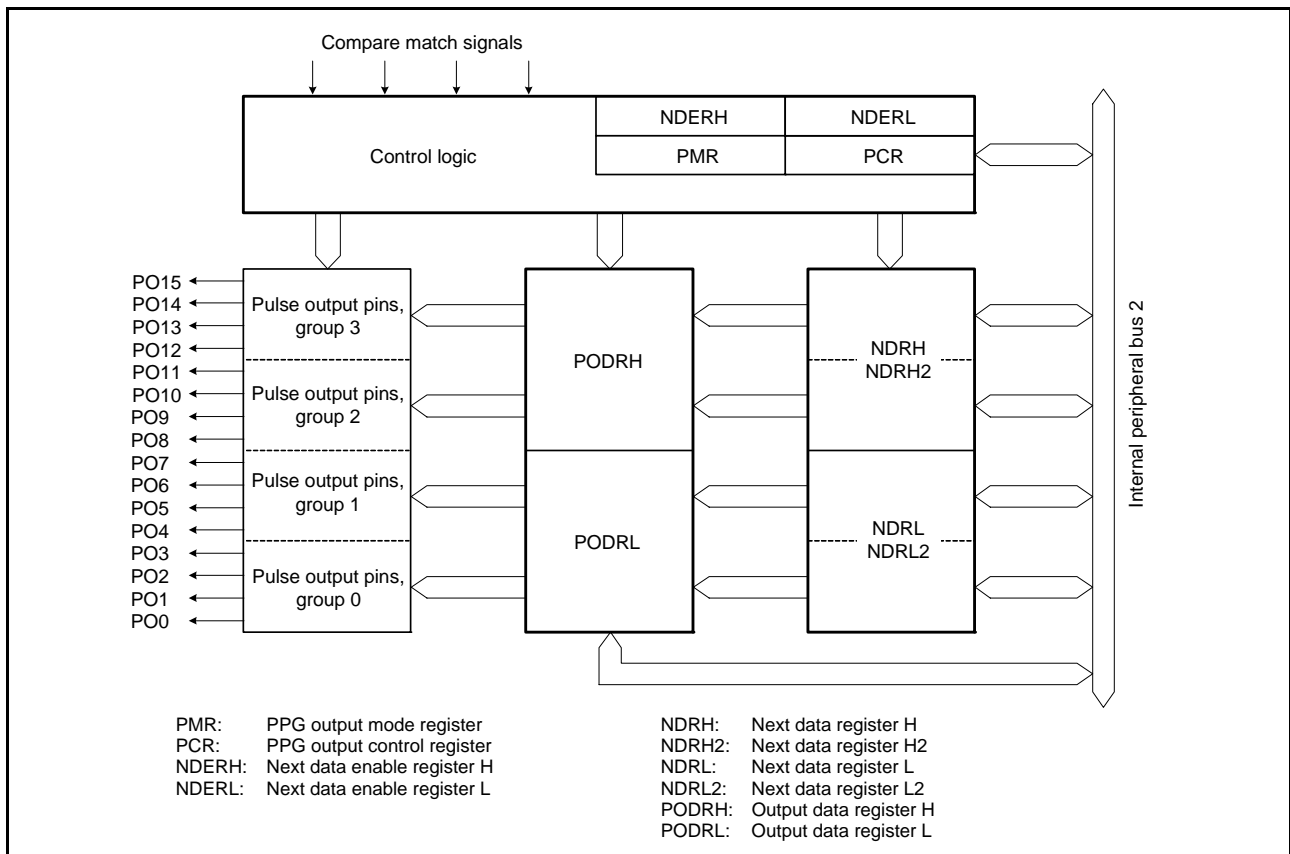 Compare match signals
Control logic
NDERH
NDERL
PMR
PCR
PO15
PO14
PO13
PO12
PO11
PO10
PO9
PO8
PO7
PO6
PO5
PO4
PO3
PO2
PO1
PO0
Pulse output pins,
group 3
Pulse output pins,
group 2
Pulse output pins,
group 1
Pulse output pins,
group 0
PODRH
PODRL
NDRH
NDRH2
NDRL
NDRL2
Internal peripheral bus 2
PMR: PPG output mode register
PCR: PPG output control register
NDERH: Next data enable register H
NDERL: Next data enable register L
NDRH: Next data register H
NDRH2: Next data register H2
NDRL: Next data register L
NDRL2: Next data register L2
PODRH: Output data register H
PODRL: Output data register L